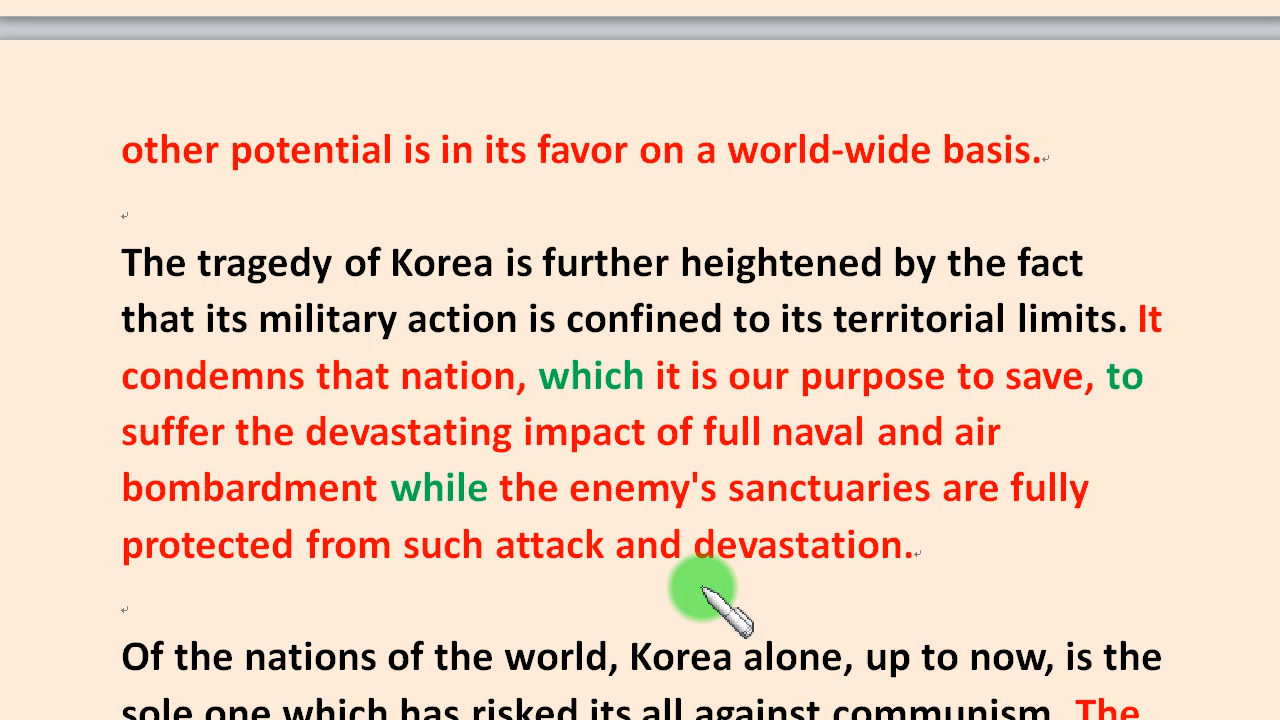 other potential is in its favor on a world-wide basis.
The tragedy of Korea is further heightened by the fact
that its military action is confined to its territorial limits. It
condemns that nation, which it is our purpose to save, to
suffer the devastating impact of full naval and air
bombardment while the enemy's sanctuaries are fully
protected from such attack and devastation.
Of the nations of the world, Korea alone, up to now, is the
sole one which has risked its all against communism. The